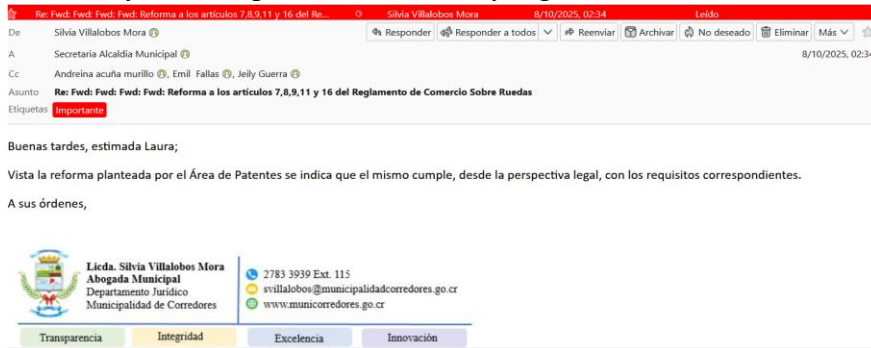 Re: Fwd: Fwd: Fwd: Fwd: Reforma a los artículos 7,8,9,11 y 16 del Re... Silvia Villalobos Mora 8/10/2025, 02:34 Leído
De Silvia Villalobos Mora Responder Responder a todos Reenviar Archivar No deseado Eliminar Más
A Secretaria Alcaldía Municipal 8/10/2025, 02:34
Cc Andreina acuña murillo, Emil Fallas, Jeily Guerra
Asunto Re: Fwd: Fwd: Fwd: Fwd: Reforma a los artículos 7,8,9,11 y 16 del Reglamento de Comercio Sobre Ruedas
Etiquetas Importante
Buenas tardes, estimada Laura;
Vista la reforma planteada por el Área de Patentes se indica que el mismo cumple, desde la perspectiva legal, con los requisitos correspondientes.
A sus órdenes,
Licda. Silvia Villalobos Mora
Abogada Municipal
Departamento Jurídico
Municipalidad de Corredores
2783 3939 Ext. 115
svillalobos@municipalidadcorredores.go.cr
www.municorredores.go.cr
Transparencia Integridad Excelencia Innovación